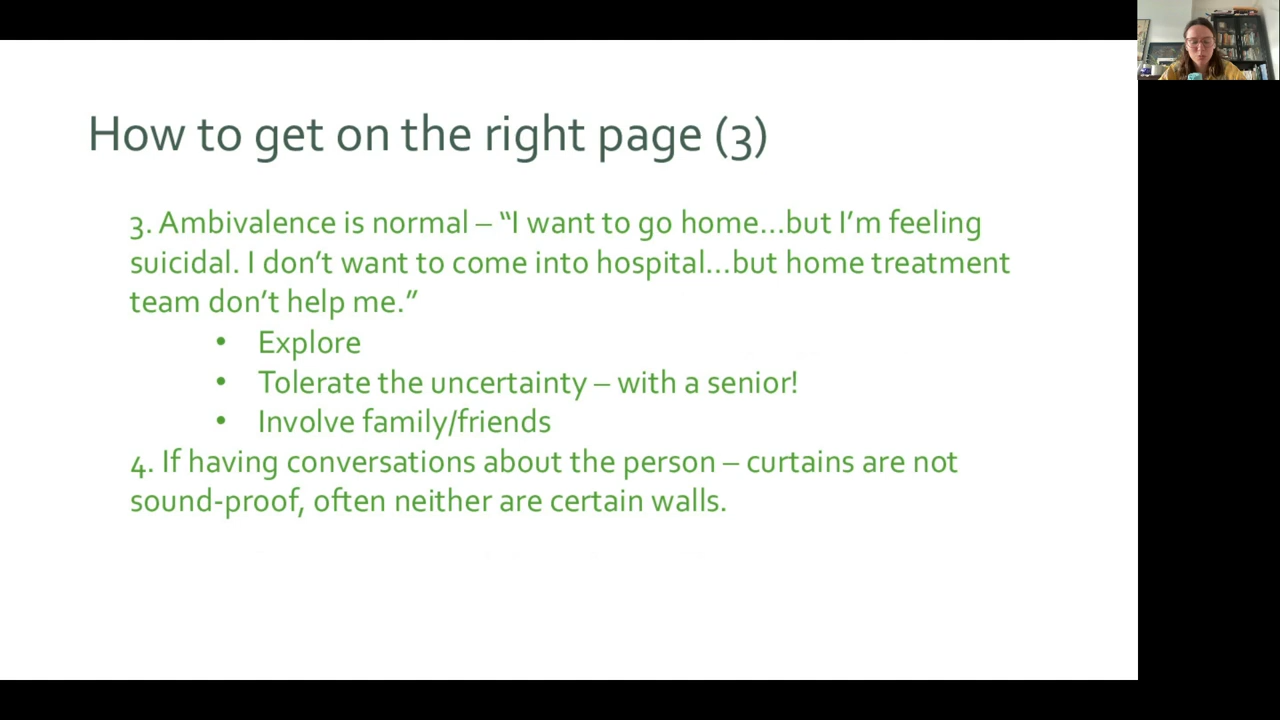 How to get on the right page (3)
3. Ambivalence is normal – “I want to go home...but I’m feeling
suicidal. I don’t want to come into hospital...but home treatment
team don’t help me.”
• Explore
• Tolerate the uncertainty – with a senior!
• Involve family/friends
4. If having conversations about the person – curtains are not
sound-proof, often neither are certain walls.